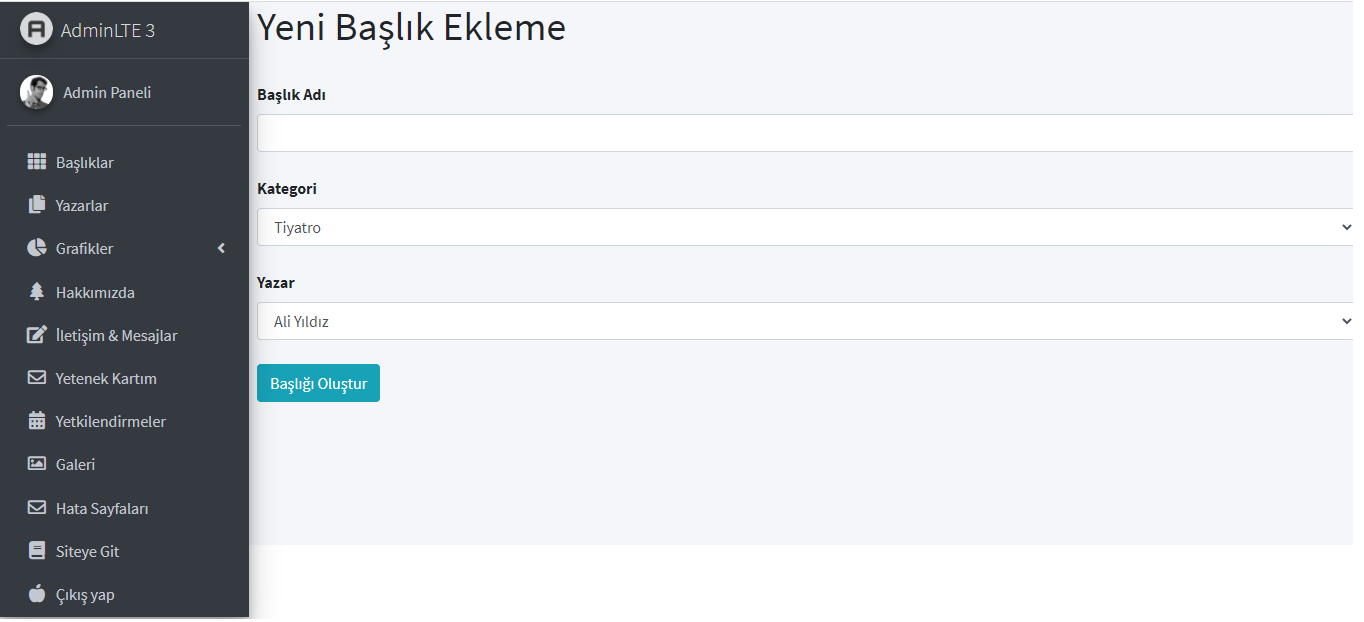 AdminLTE 3
Admin Paneli
Başlıklar
Yazarlar
Grafikler
Hakkımızda
İletişim & Mesajlar
Yetenek Kartım
Yetkilendirmeler
Galeri
Hata Sayfaları
Siteye Git
Çıkış yap
Yeni Başlık Ekleme
Başlık Adı
Kategori
Tiyatro
Yazar
Ali Yıldız
Başlığı Oluştur